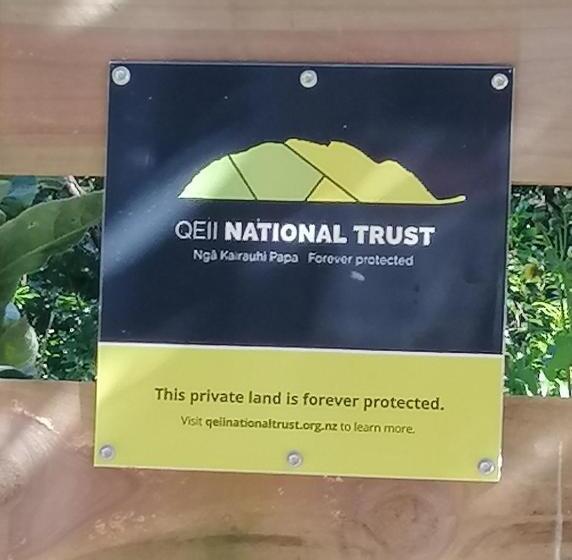 QEII NATIONAL TRUST
Ngā Kairauhī Papa Forever protected
This private land is forever protected.
Visit qeiinationaltrust.org.nz to learn more.